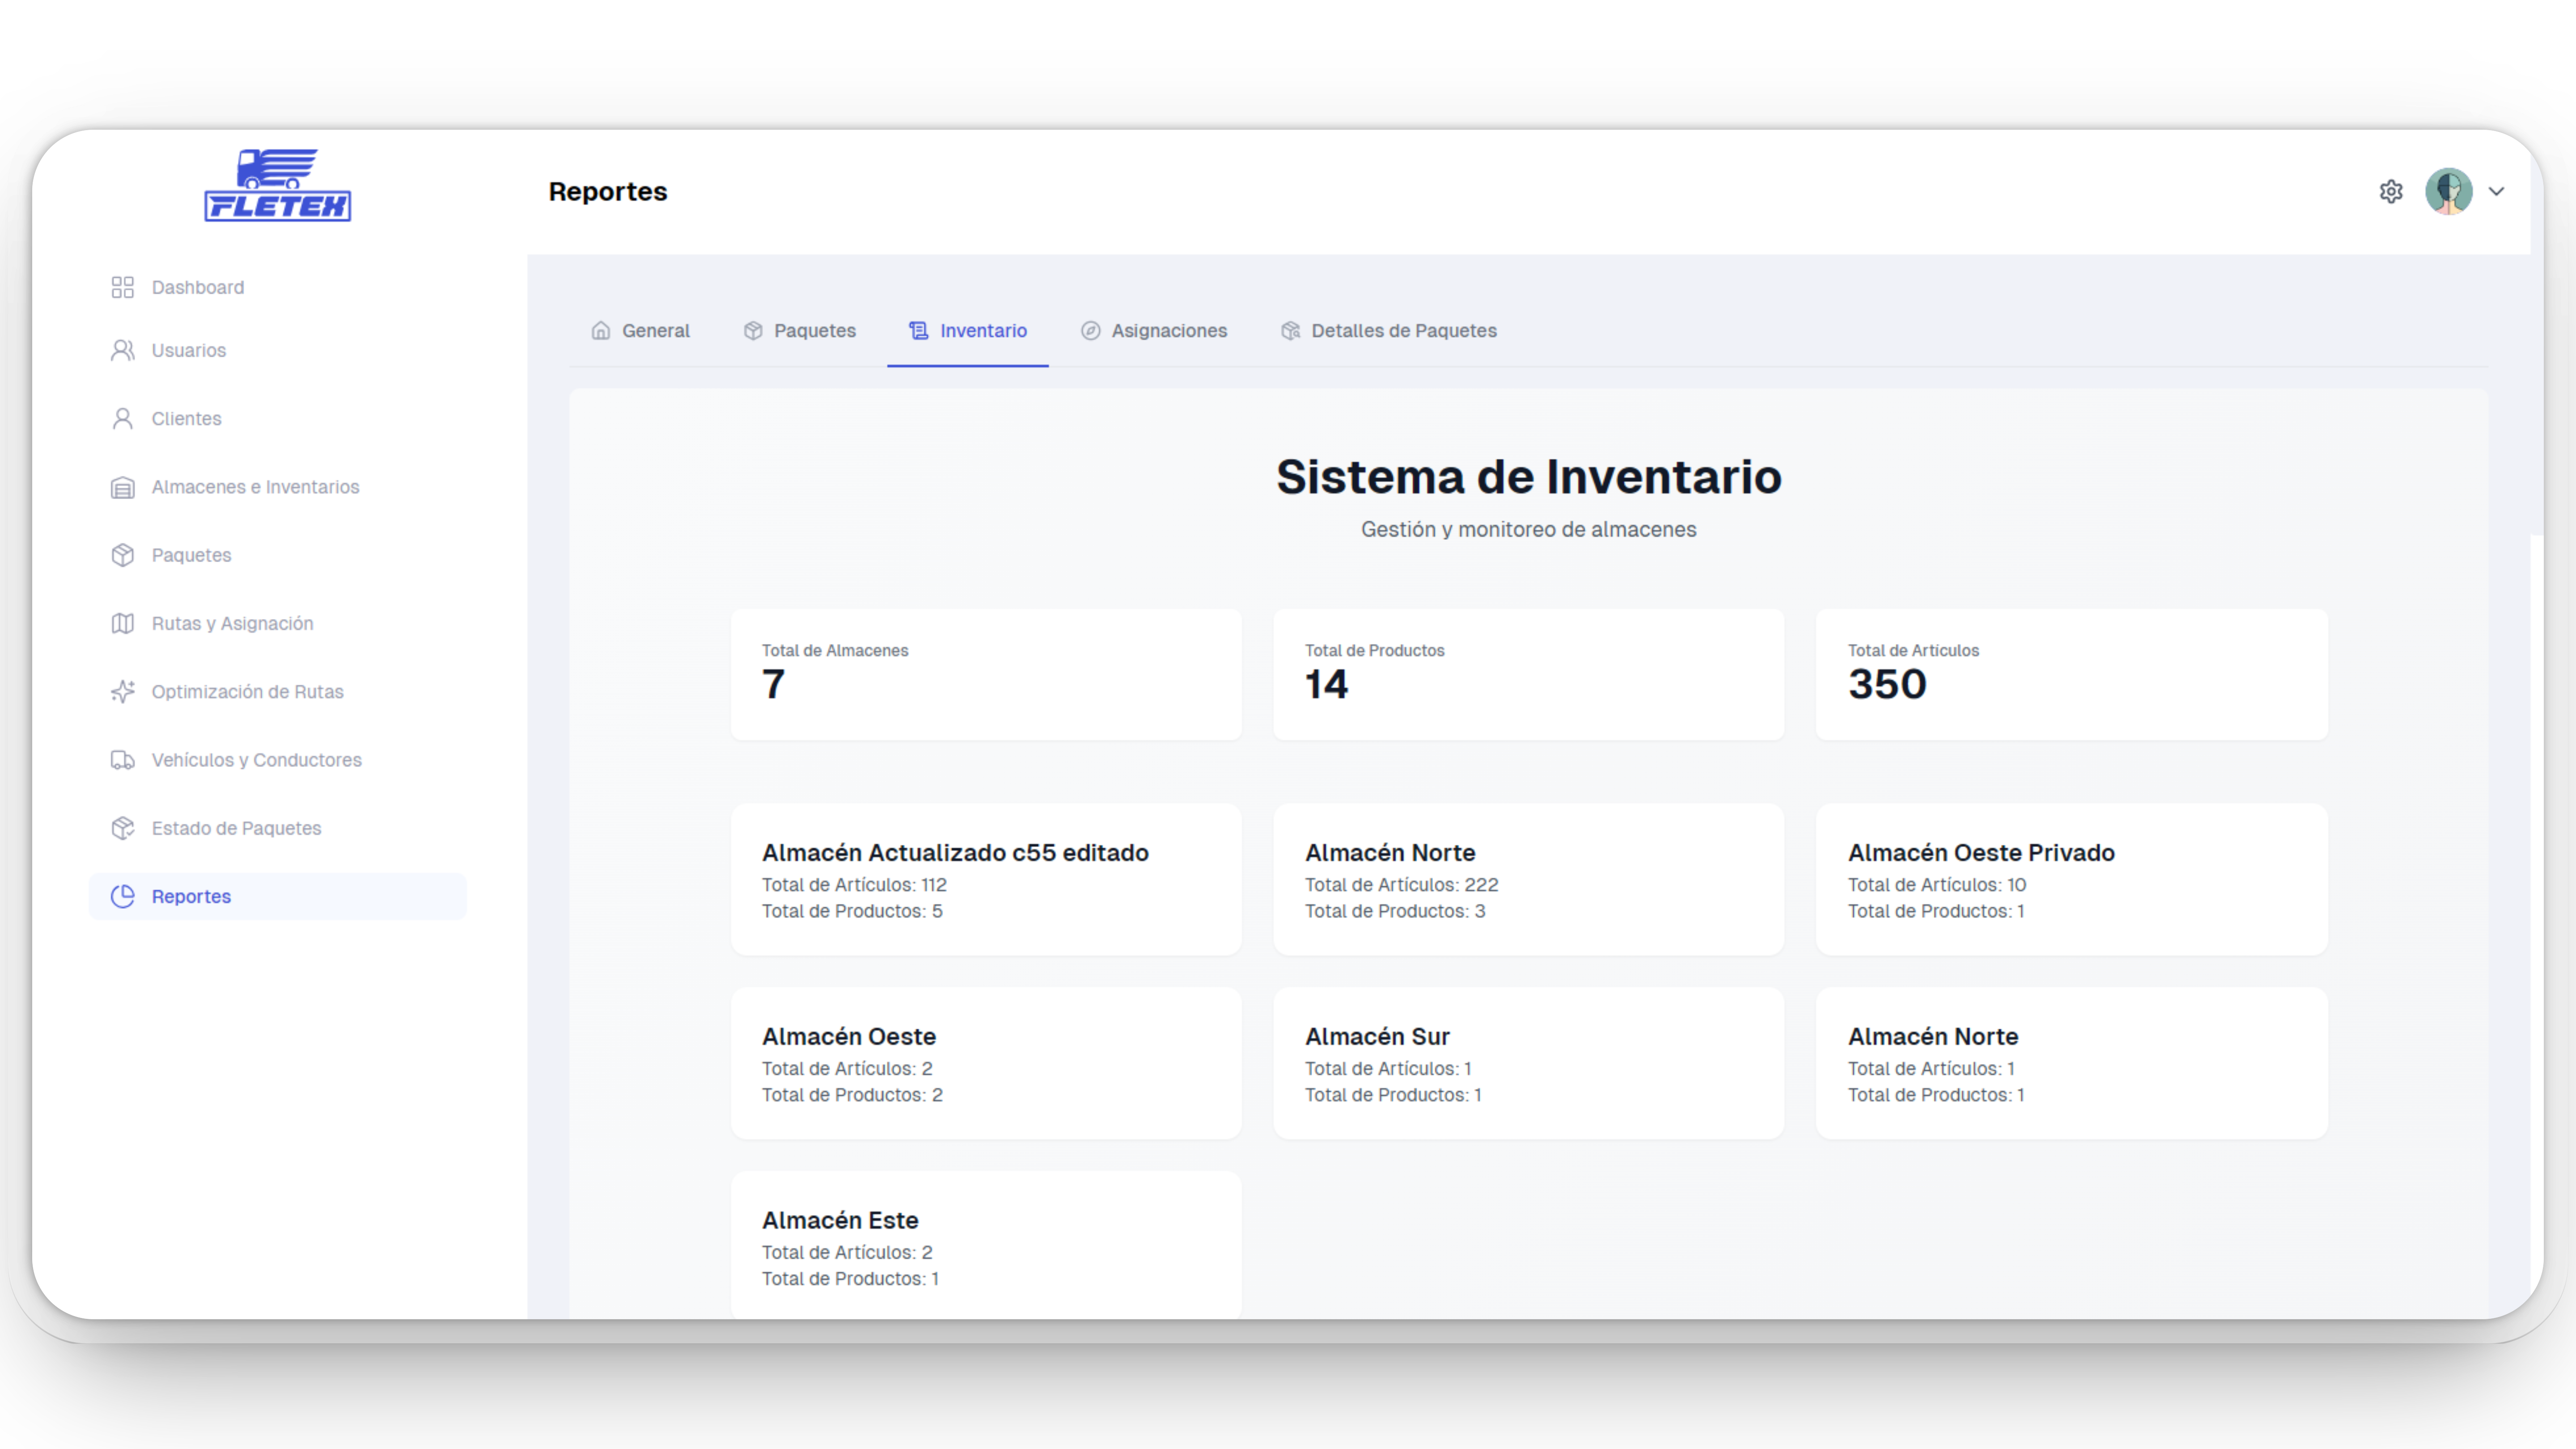 FLETEX
Reportes
Dashboard
Usuarios
Clientes
Almacenes e Inventarios
Paquetes
Rutas y Asignación
Optimización de Rutas
Vehículos y Conductores
Estado de Paquetes
Reportes
General
Paquetes
Inventario
Asignaciones
Detalles de Paquetes
Sistema de Inventario
Gestión y monitoreo de almacenes
Total de Almacenes
7
Total de Productos
14
Total de Articulos
350
Almacén Actualizado c55 editado
Total de Artículos: 112
Total de Productos: 5
Almacén Norte
Total de Artículos: 222
Total de Productos: 3
Almacén Oeste Privado
Total de Artículos: 10
Total de Productos: 1
Almacén Oeste
Total de Artículos: 2
Total de Productos: 2
Almacén Sur
Total de Artículos: 1
Total de Productos: 1
Almacén Norte
Total de Artículos: 1
Total de Productos: 1
Almacén Este
Total de Artículos: 2
Total de Productos: 1